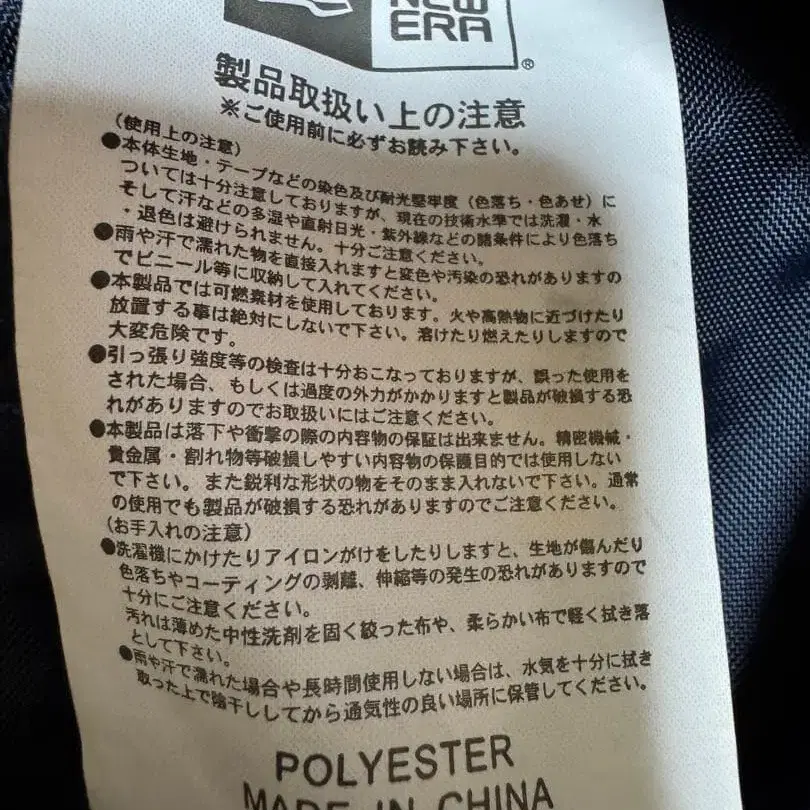 NEW
ERA
®
製品取扱い上の注意
※ご使用前に必ずお読み下さい。
(使用上の注意)
●本体生地・テープなどの染色及び耐光堅牢度(色落ち・色あせ)に
ついては十分注意しておりますが、現在の技術水準では洗濯・水
そして汗などの多湿や直射日光・紫外線などの諸条件により色落ち
・退色は避けられません。十分ご注意ください。
●雨や汗で濡れた物を直接入れますと変色や汚染の恐れがありますの
でビニール等に収納して入れてください。
●本製品では可燃素材を使用しております。火や高熱物に近づけたり
放置する事は絶対にしないで下さい。溶けたり燃えたりしますので
大変危険です。
●引っ張り強度等の検査は十分おこなっておりますが、誤った使用を
された場合、もしくは過度の外力がかかりますと製品が破損する恐
れがありますのでお取扱いにはご注意ください。
●本製品は落下や衝撃の際の内容物の保証は出来ません。精密機械・
貴金属・割れ物等破損しやすい内容物の保護目的では使用しない
で下さい。また鋭利な形状の物をそのまま入れないで下さい。通常
の使用でも製品が破損する恐れがありますのでご注意ください。
(お手入れの注意)
●洗濯機にかけたりアイロンがけをしたりしますと、生地が傷んだり
色落ちやコーティングの剥離、伸縮等の発生の恐れがありますので
十分にご注意ください。
汚れは薄めた中性洗剤を固く絞った布や、柔らかい布で軽く拭き落
として下さい。
●雨や汗で濡れた場合や長時間使用しない場合は、水気を十分に拭き
取った上で陰干ししてから通気性の良い場所に保管してください。
POLYESTER
MADE IN CHINA